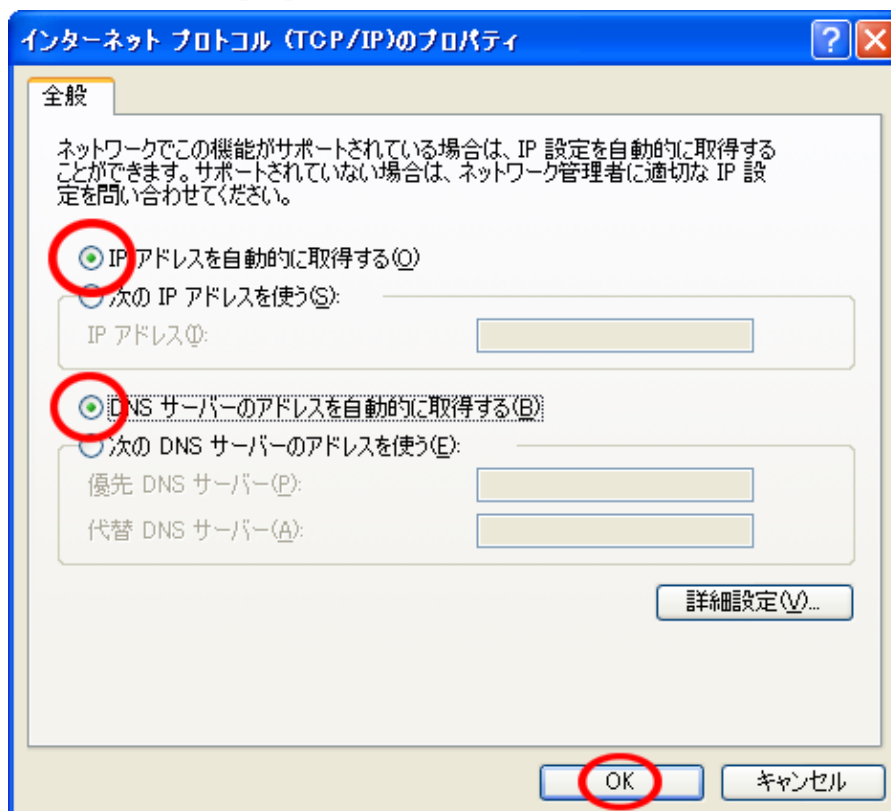 インターネット プロトコル (TCP/IP)のプロパティ
全般
ネットワークでこの機能がサポートされている場合は、IP 設定を自動的に取得する
ことができます。サポートされていない場合は、ネットワーク管理者に適切な IP 設
定を問い合わせてください。
IP アドレスを自動的に取得する(O)
次の IP アドレスを使う(S):
IP アドレス(I):
DNS サーバーのアドレスを自動的に取得する(B)
次の DNS サーバーのアドレスを使う(E):
優先 DNS サーバー(P):
代替 DNS サーバー(A):
詳細設定(V)...
OK
キャンセル